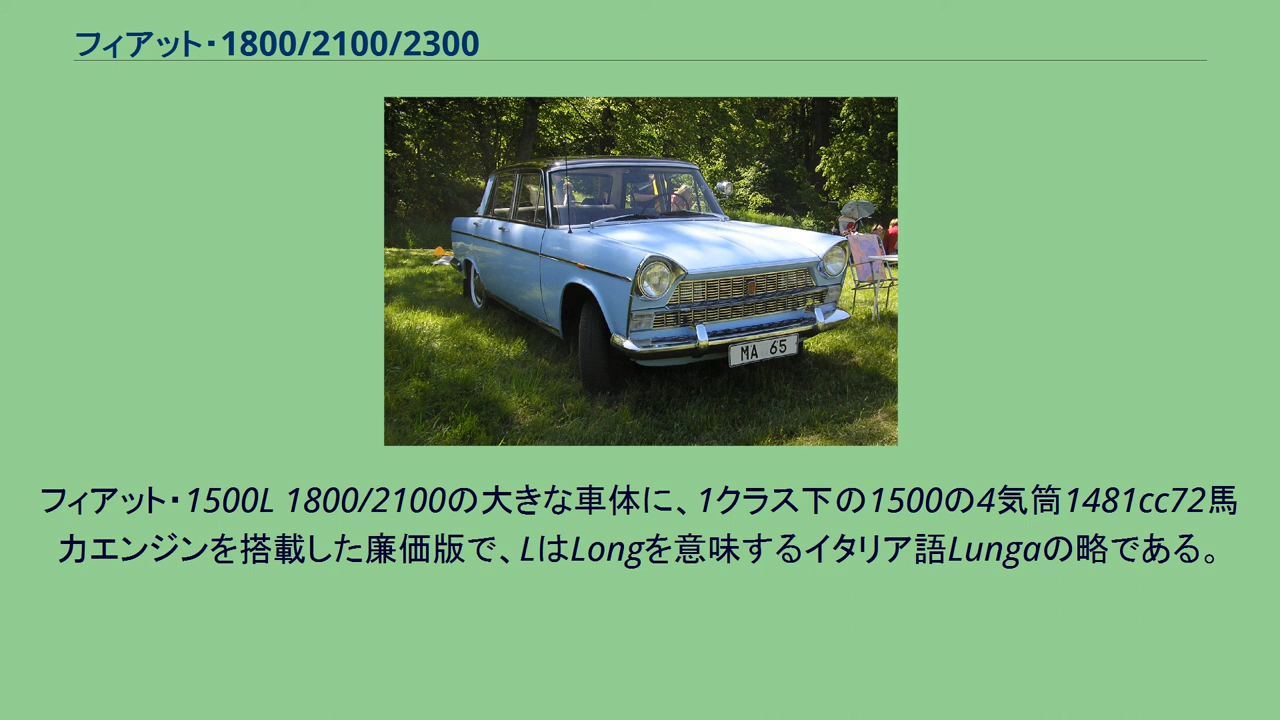 フィアット・1800/2100/2300
MA 65
フィアット・1500L 1800/2100の大きな車体に、1クラス下の1500の4気筒1481cc72馬
力エンジンを搭載した廉価版で、LはLongを意味するイタリア語Lungaの略である。